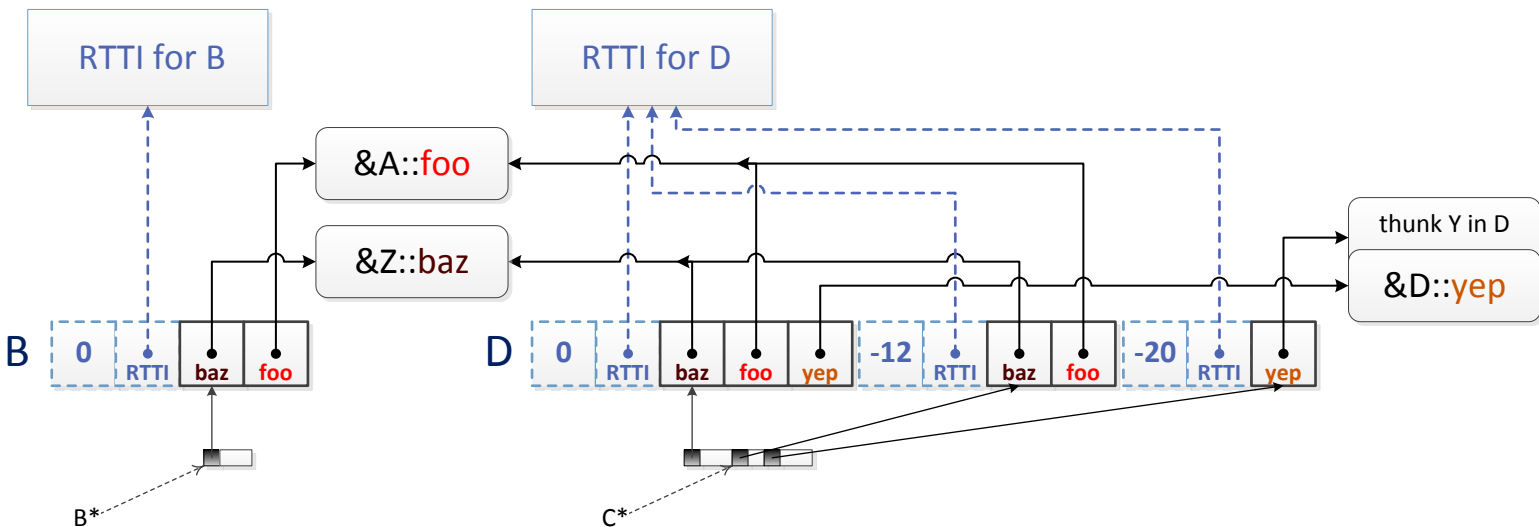 RTTI for B
RTTI for D
&A::foo
thunk Y in D
&Z::baz
&D::yep
B 0 RTTI baz foo
D 0 RTTI baz foo yep -12 RTTI baz foo -20 RTTI yep
B*
C*